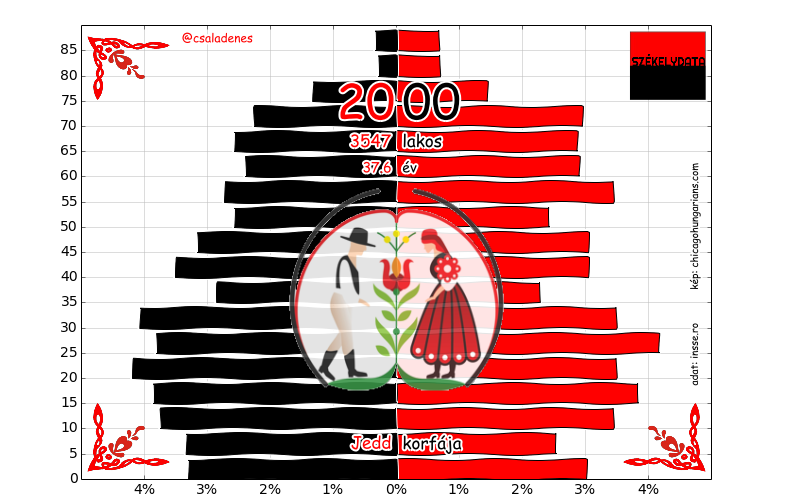 @csaladenes
SZÉKELYDATA
2000
3547 lakos
37.6 év
kép: chicagohungarians.com
adat: insse.ro
Jedd korfája
85
80
75
70
65
60
55
50
45
40
35
30
25
20
15
10
5
0
4% 3% 2% 1% 0% 1% 2% 3% 4%